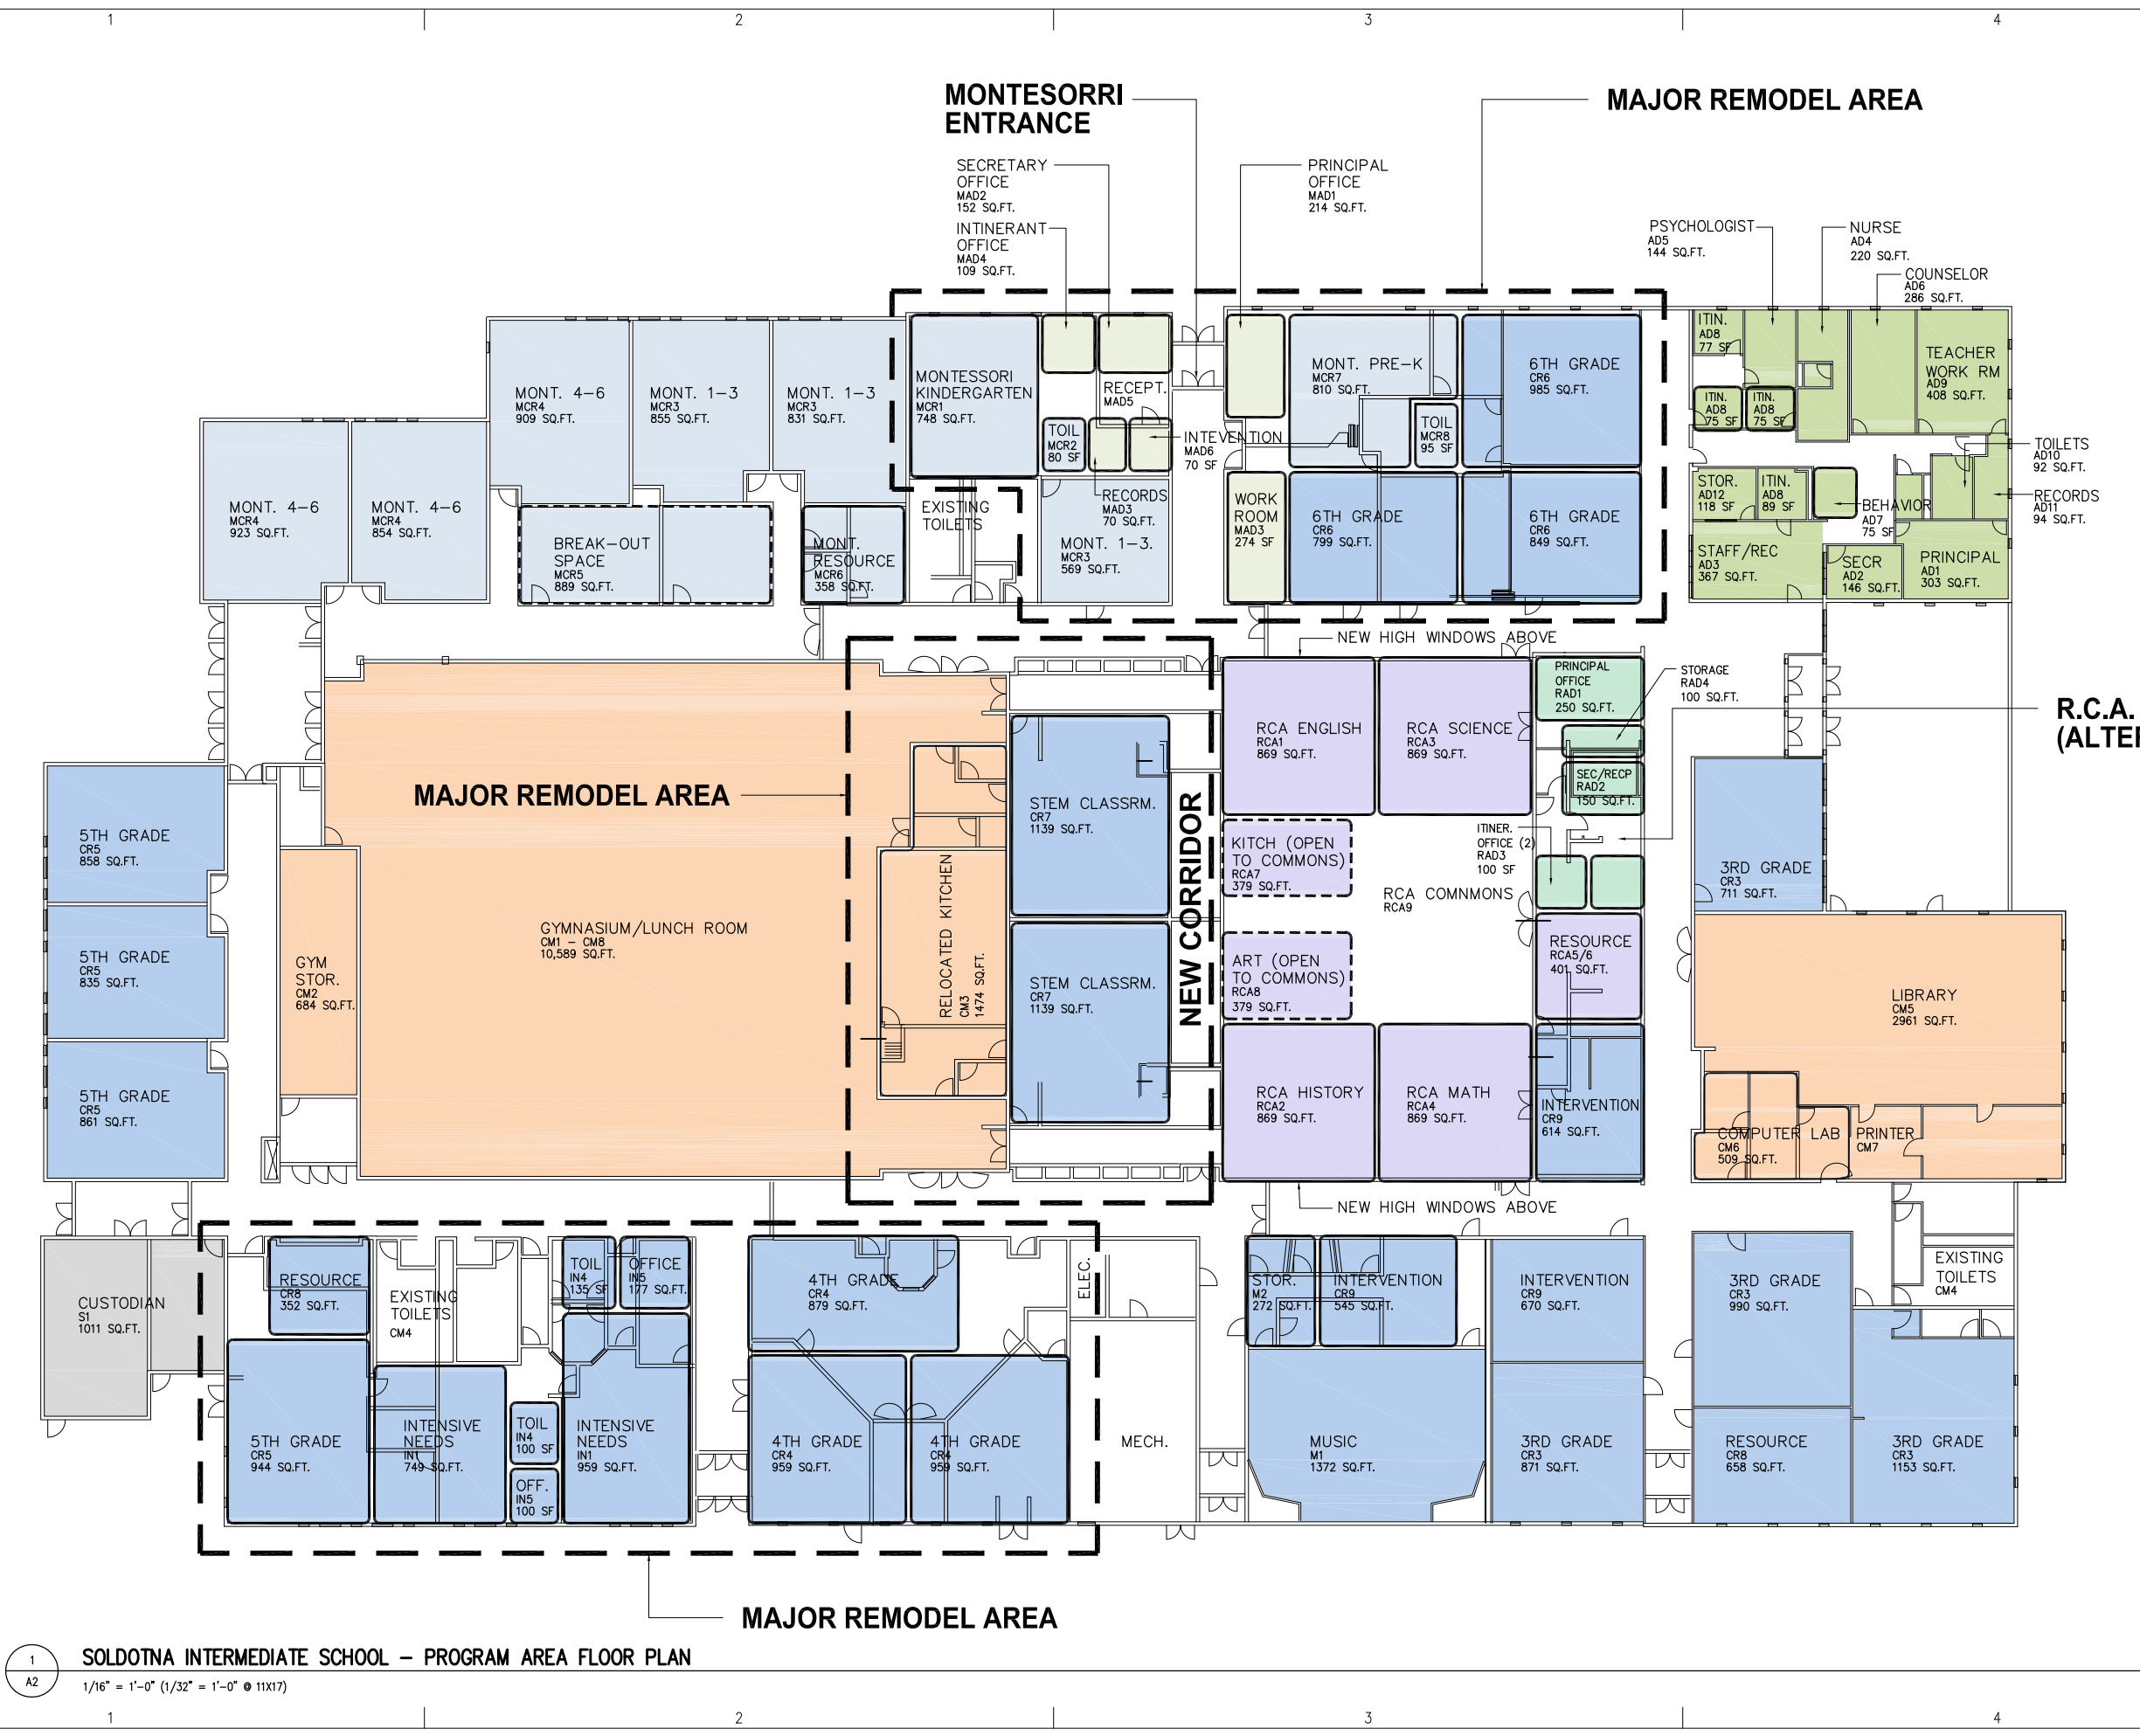 1
2
3
4
MONTESORRI
ENTRANCE
MAJOR REMODEL AREA
SECRETARY
OFFICE
MAD2
152 SQ.FT.
INTINERANT
OFFICE
MAD4
109 SQ.FT.
PRINCIPAL
OFFICE
MAD1
214 SQ.FT.
PSYCHOLOGIST
AD5
144 SQ.FT.
NURSE
AD4
220 SQ.FT.
COUNSELOR
AD6
286 SQ.FT.
MONT. 4-6
MCR4
923 SQ.FT.
MONT. 4-6
MCR4
854 SQ.FT.
MONT. 4-6
MCR4
909 SQ.FT.
MONT. 1-3
MCR3
855 SQ.FT.
MONT. 1-3
MCR3
831 SQ.FT.
MONTESSORI
KINDERGARTEN
MCR1
748 SQ.FT.
RECEPT.
MAD5
TOIL
MCR2
80 SF
INTEVENTION
MAD6
70 SF
RECORDS
MAD3
70 SQ.FT.
BREAK-OUT
SPACE
MCR5
889 SQ.FT.
MONT.
RESOURCE
MCR6
358 SQ.FT.
EXISTING
TOILETS
MONT. 1-3.
MCR3
569 SQ.FT.
MONT. PRE-K
MCR7
810 SQ.FT.
TOIL
MCR8
95 SF
6TH GRADE
CR6
985 SQ.FT.
WORK
ROOM
MAD3
274 SF
6TH GRADE
CR6
799 SQ.FT.
6TH GRADE
CR6
849 SQ.FT.
ITIN.
AD8
77 SF
ITIN.
AD8
75 SF
ITIN.
AD8
75 SF
TEACHER
WORK RM
AD9
408 SQ.FT.
TOILETS
AD10
92 SQ.FT.
RECORDS
AD11
94 SQ.FT.
STOR.
AD12
118 SF
ITIN.
AD8
89 SF
BEHAVIOR
AD7
75 SF
STAFF/REC
AD3
367 SQ.FT.
SECR
AD2
146 SQ.FT.
PRINCIPAL
AD1
303 SQ.FT.
NEW HIGH WINDOWS ABOVE
RCA ENGLISH
RCA1
869 SQ.FT.
RCA SCIENCE
RCA3
869 SQ.FT.
PRINCIPAL
OFFICE
RAD1
250 SQ.FT.
STORAGE
RAD4
100 SQ.FT.
SEC/RECP
RAD2
150 SQ.FT.
R.C.A.
(ALTE
ITINER.
OFFICE (2)
RAD3
100 SF
KITCH (OPEN
TO COMMONS)
RCA7
379 SQ.FT.
RCA COMNMONS
RCA9
ART (OPEN
TO COMMONS)
RCA8
379 SQ.FT.
RESOURCE
RCA5/6
401 SQ.FT.
RCA HISTORY
RCA2
869 SQ.FT.
RCA MATH
RCA4
869 SQ.FT.
INTERVENTION
CR9
614 SQ.FT.
NEW HIGH WINDOWS ABOVE
MAJOR REMODEL AREA
GYMNASIUM/LUNCH ROOM
CM1 - CM8
10,589 SQ.FT.
GYM
STOR.
CM2
684 SQ.FT.
RELOCATED KITCHEN
CM3
1474 SQ.FT.
STEM CLASSRM.
CR7
1139 SQ.FT.
STEM CLASSRM.
CR7
1139 SQ.FT.
NEW CORRIDOR
5TH GRADE
CR5
858 SQ.FT.
5TH GRADE
CR5
835 SQ.FT.
5TH GRADE
CR5
861 SQ.FT.
3RD GRADE
CR3
711 SQ.FT.
LIBRARY
CM5
2961 SQ.FT.
COMPUTER LAB
CM6
509 SQ.FT.
PRINTER
CM7
CUSTODIAN
S1
1011 SQ.FT.
RESOURCE
CR8
352 SQ.FT.
EXISTING
TOILETS
CM4
TOIL
IN4
135 SF
OFFICE
IN5
177 SQ.FT.
5TH GRADE
CR5
944 SQ.FT.
INTENSIVE
NEEDS
IN1
749 SQ.FT.
TOIL
IN4
100 SF
OFF.
IN5
100 SF
INTENSIVE
NEEDS
IN1
959 SQ.FT.
4TH GRADE
CR4
879 SQ.FT.
4TH GRADE
CR4
959 SQ.FT.
4TH GRADE
CR4
959 SQ.FT.
ELEC.
MECH.
STOR.
M2
272 SQ.FT.
INTERVENTION
CR9
545 SQ.FT.
INTERVENTION
CR9
670 SQ.FT.
MUSIC
M1
1372 SQ.FT.
3RD GRADE
CR3
871 SQ.FT.
3RD GRADE
CR3
990 SQ.FT.
EXISTING
TOILETS
CM4
RESOURCE
CR8
658 SQ.FT.
3RD GRADE
CR3
1153 SQ.FT.
MAJOR REMODEL AREA
1
A2
SOLDOTNA INTERMEDIATE SCHOOL - PROGRAM AREA FLOOR PLAN
1/16" = 1'-0" (1/32" = 1'-0" @ 11X17)
1
2
3
4